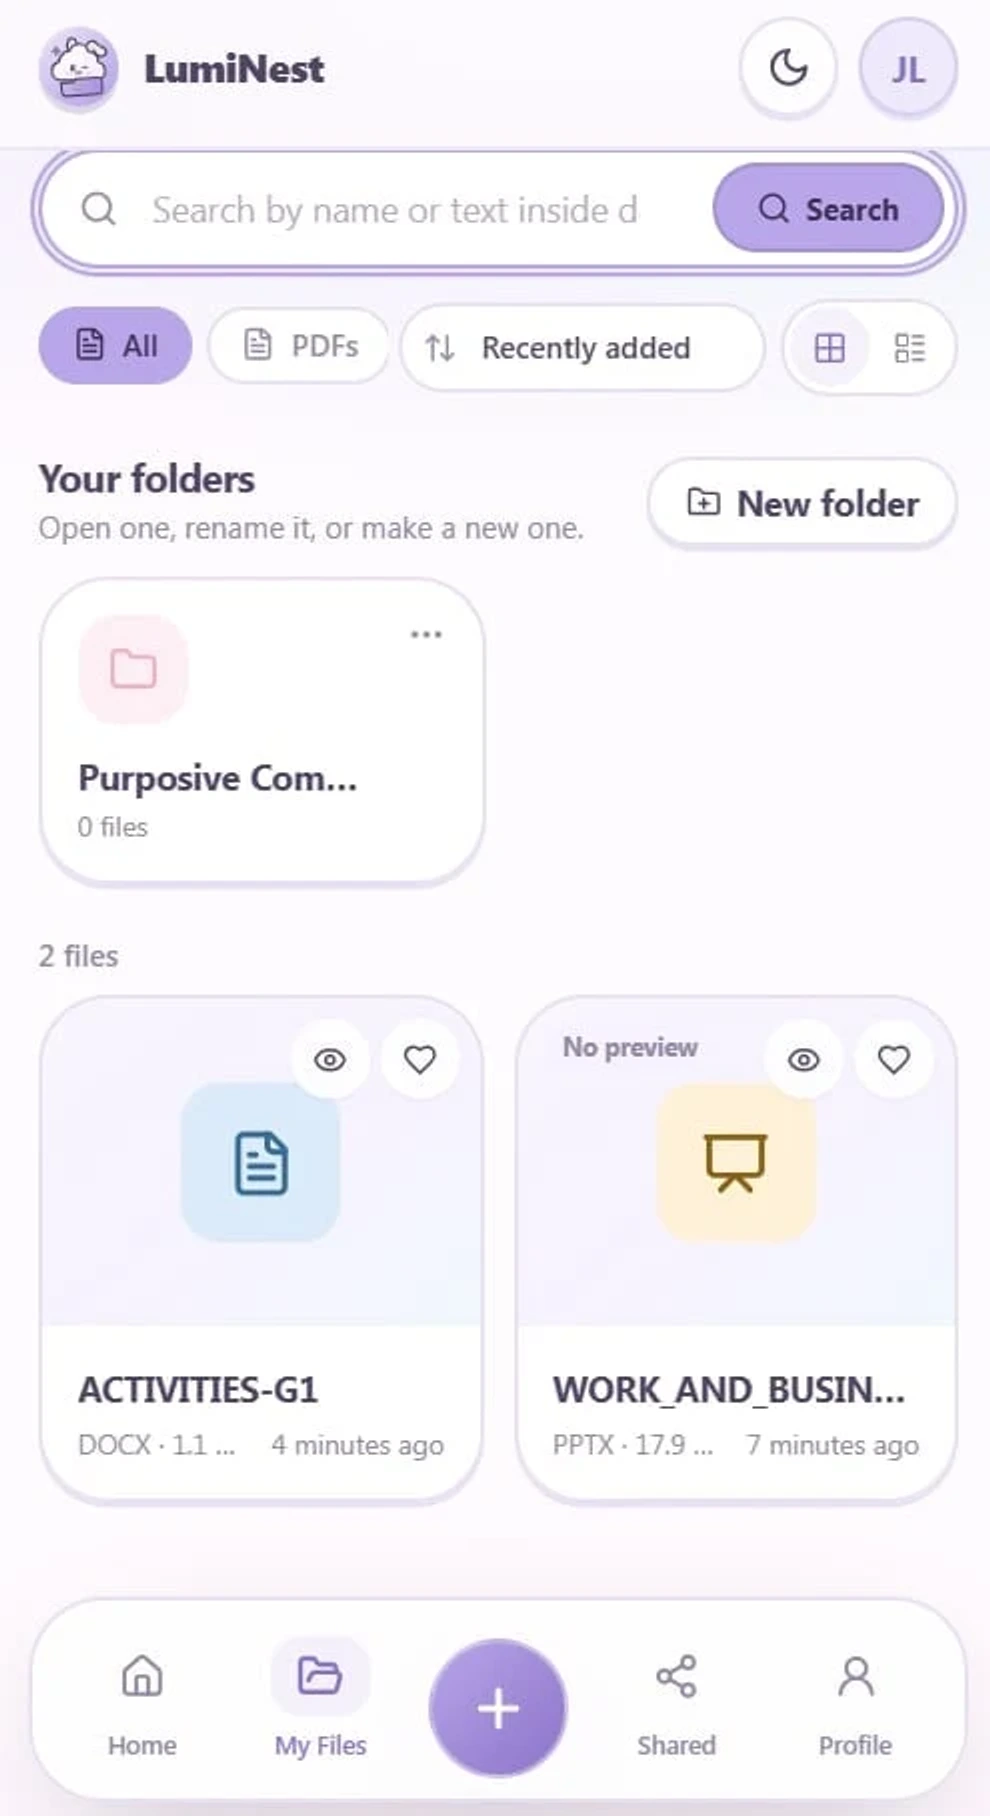 LumiNest
JL
Search by name or text inside d
Search
All
PDFs
Recently added
Your folders
Open one, rename it, or make a new one.
New folder
Purposive Com...
0 files
2 files
No preview
ACTIVITIES-G1
DOCX · 1.1 ... 4 minutes ago
WORK_AND_BUSIN...
PPTX · 17.9 ... 7 minutes ago
Home
My Files
Shared
Profile